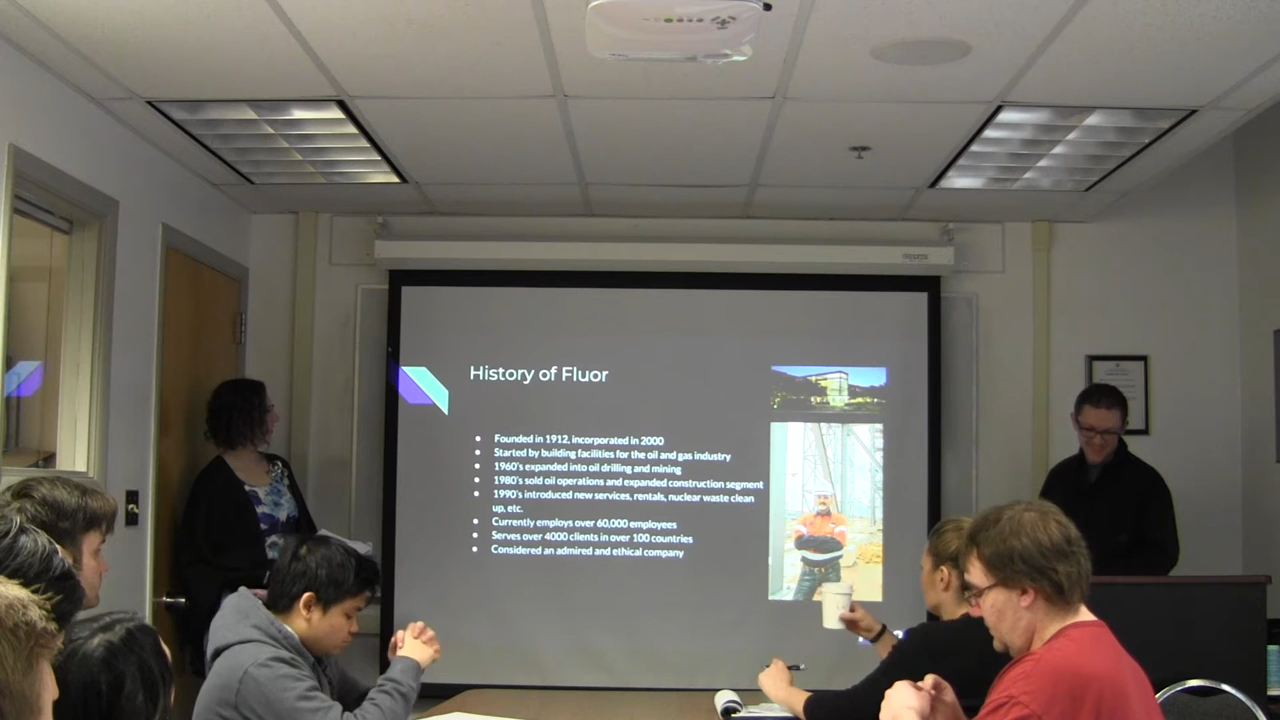 History of Fluor
Founded in 1912, incorporated in 2000
Started by building facilities for the oil and gas industry
1960's expanded into oil drilling and mining
1980's sold oil operations and expanded construction segment
1990's introduced new services, rentals, nuclear waste clean
up, etc.
Currently employs over 60,000 employees
Serves over 4000 clients in over 100 countries
Considered an admired and ethical company